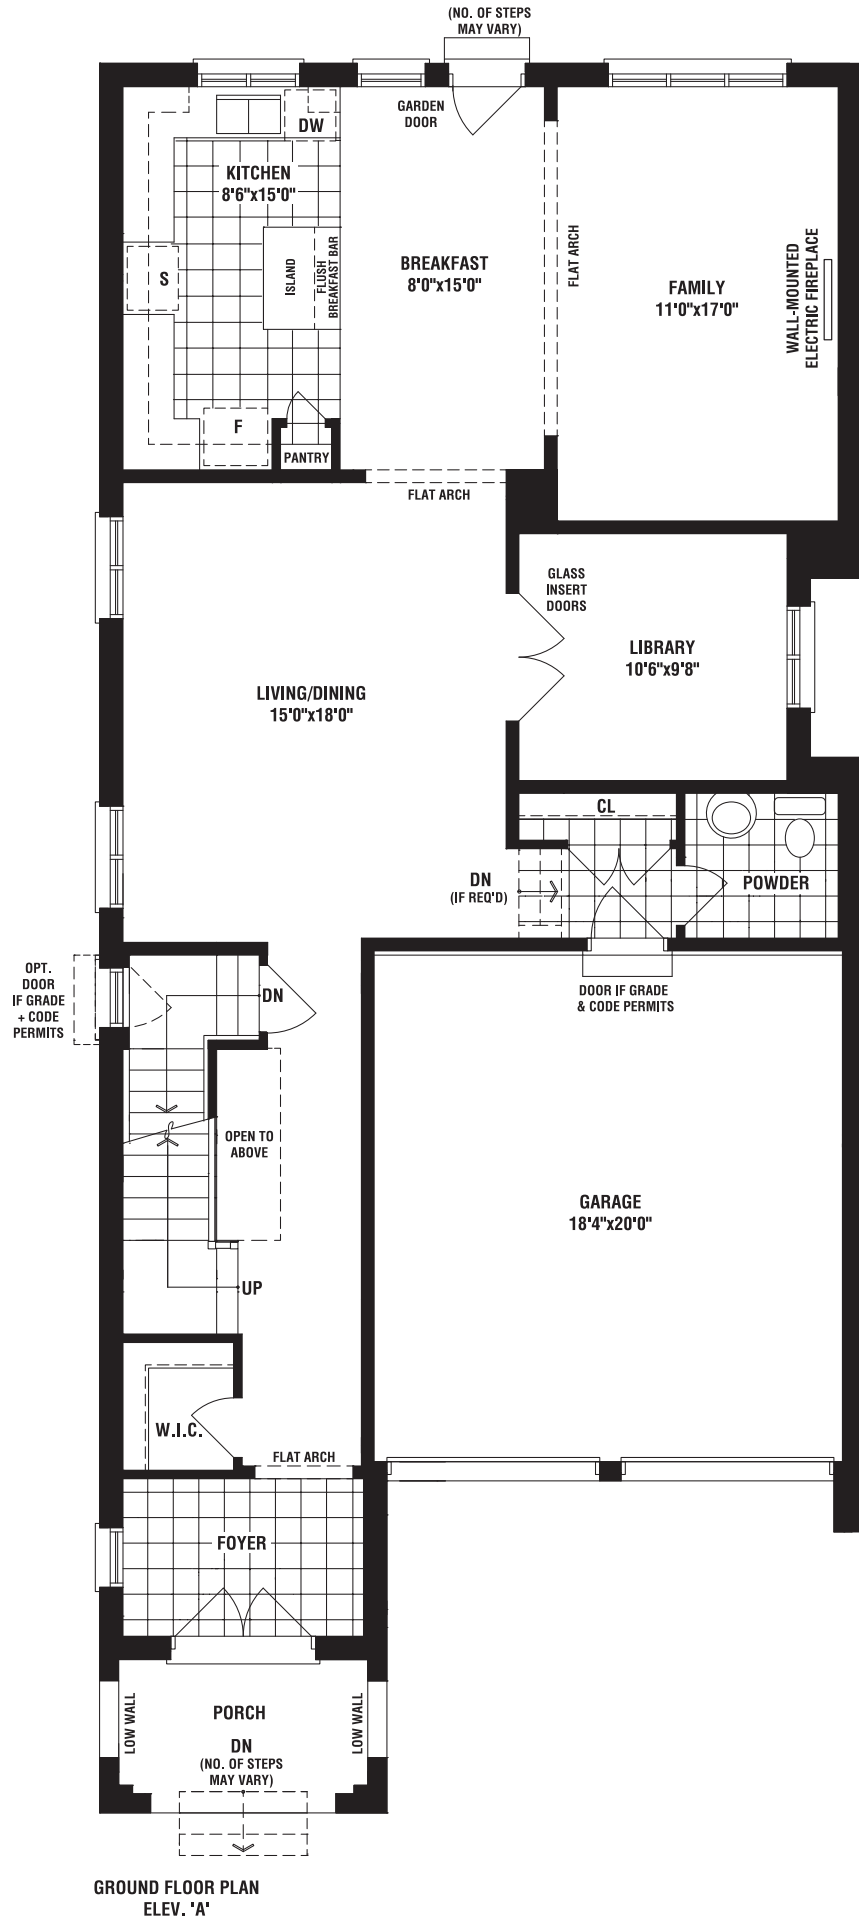 (NO. OF STEPS
MAY VARY)
GARDEN
DOOR
DW
KITCHEN
8'6"x15'0"
S
ISLAND
FLUSH
BREAKFAST BAR
BREAKFAST
8'0"x15'0"
FLAT ARCH
FAMILY
11'0"x17'0"
WALL-MOUNTED
ELECTRIC FIREPLACE
F
PANTRY
FLAT ARCH
GLASS
INSERT
DOORS
LIBRARY
10'6"x9'8"
LIVING/DINING
15'0"x18'0"
CL
DN
(IF REQ'D)
POWDER
OPT.
DOOR
IF GRADE
+ CODE
PERMITS
DN
DOOR IF GRADE
& CODE PERMITS
OPEN TO
ABOVE
GARAGE
18'4"x20'0"
UP
W.I.C.
FLAT ARCH
FOYER
LOW WALL
PORCH
LOW WALL
DN
(NO. OF STEPS
MAY VARY)
GROUND FLOOR PLAN
ELEV. 'A'